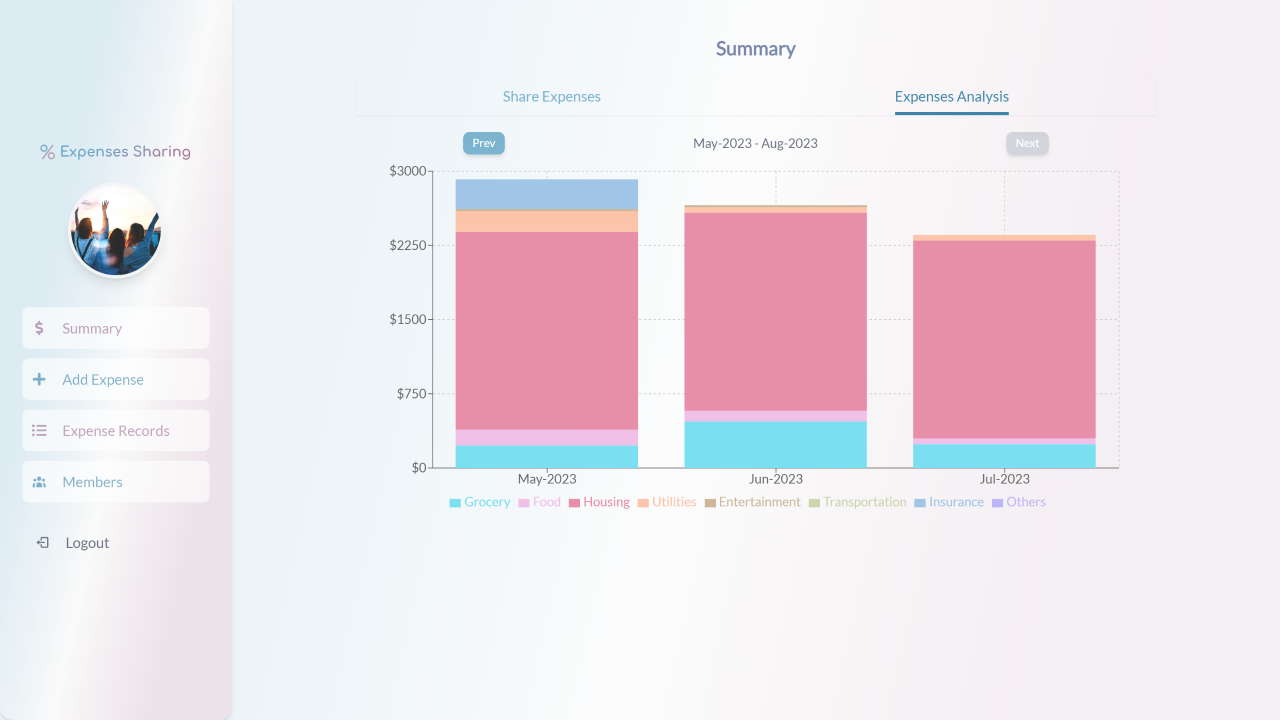 Expenses Sharing
Summary
Add Expense
Expense Records
Members
Logout
Summary
Share Expenses
Expenses Analysis
Prev
May-2023 - Aug-2023
Next
$3000
$2250
$1500
$750
$0
May-2023
Jun-2023
Jul-2023
Grocery
Food
Housing
Utilities
Entertainment
Transportation
Insurance
Others